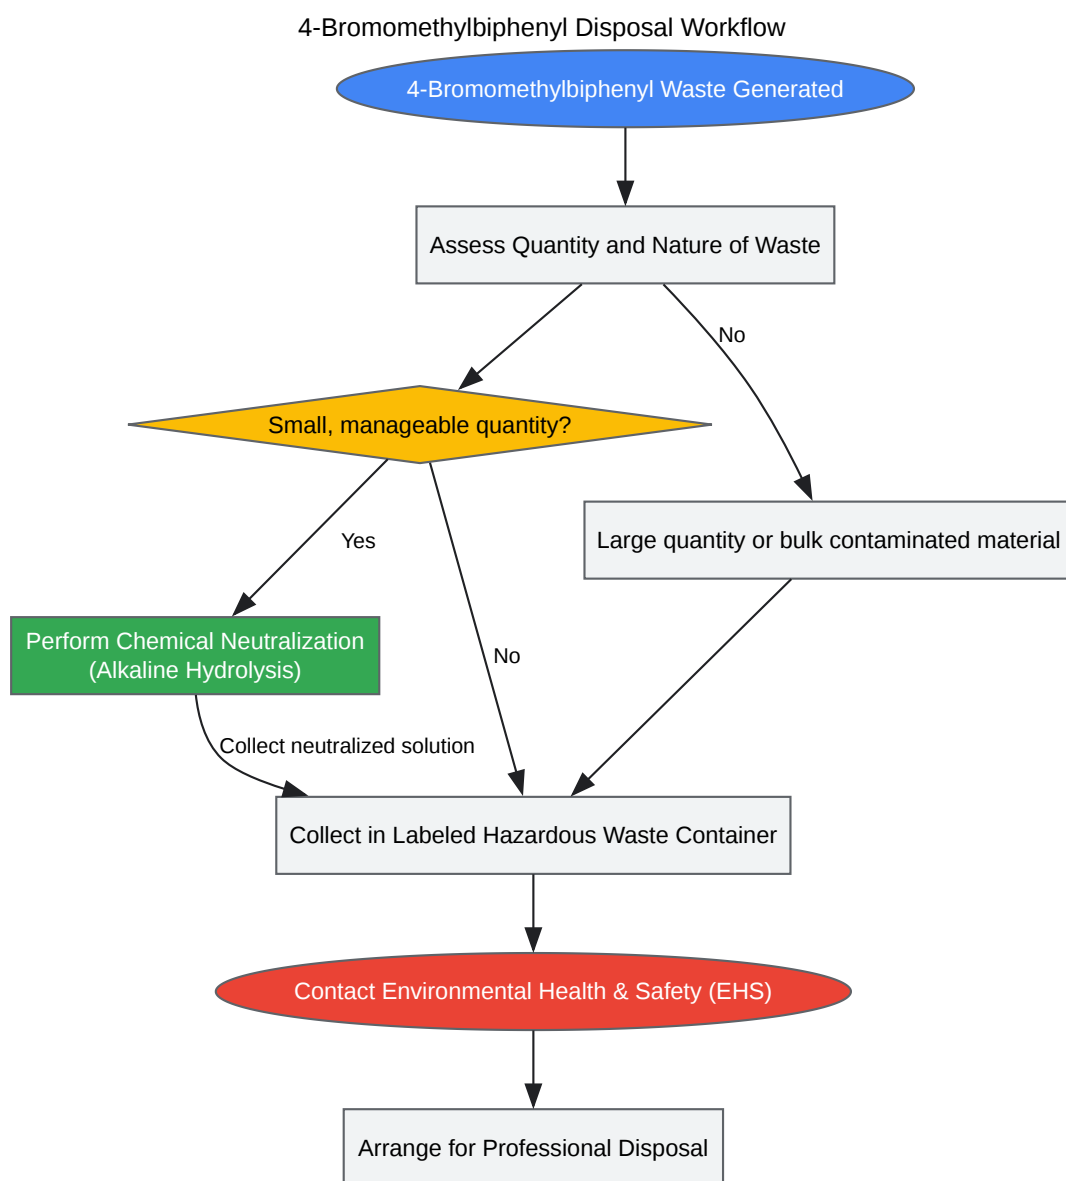 4-Bromomethylbiphenyl Disposal Workflow
4-Bromomethylbiphenyl Waste Generated
Assess Quantity and Nature of Waste
No
Small, manageable quantity?
Yes
Large quantity or bulk contaminated material
Perform Chemical Neutralization
(Alkaline Hydrolysis)
No
Collect neutralized solution
Collect in Labeled Hazardous Waste Container
Contact Environmental Health & Safety (EHS)
Arrange for Professional Disposal